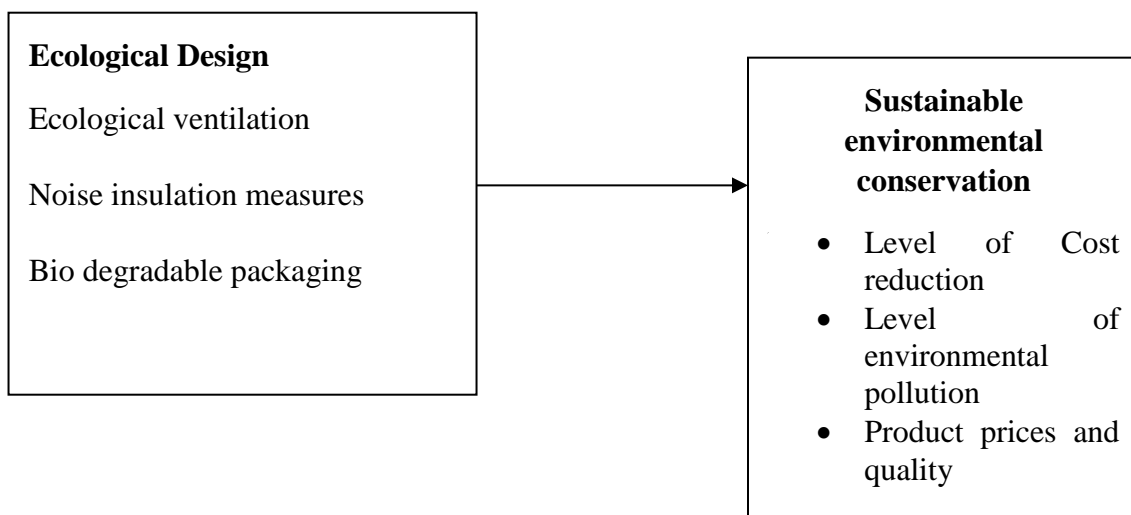 Ecological Design
Ecological ventilation
Noise insulation measures
Bio degradable packaging
Sustainable
environmental
conservation
• Level of Cost
reduction
• Level of
environmental
pollution
• Product prices and
quality